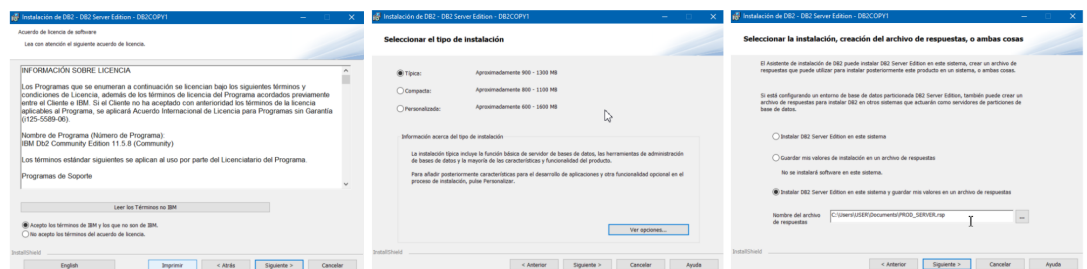 Instalación de DB2 - DB2 Server Edition - DB2COPY1
Acuerdo de licencia de software
Lea con atención el siguiente acuerdo de licencia.
INFORMACIÓN SOBRE LICENCIA
Los Programas que se enumeran a continuación se licencian bajo los siguientes términos y
condiciones de Licencia, además de los términos de licencia del Programa acordados previamente
entre el Cliente e IBM. Si el Cliente no ha aceptado con anterioridad los términos de la licencia
aplicables al Programa, se aplicará Acuerdo Internacional de Licencia para Programas sin Garantía
(i125-5589-06).
Nombre de Programa (Número de Programa):
IBM Db2 Community Edition 11.5.8 (Community)
Los términos estándar siguientes se aplican al uso por parte del Licenciatario del Programa.
Programas de Soporte
Leer los Términos no IBM
Acepto los términos de IBM y los que no son de IBM.
No acepto los términos del acuerdo de licencia.
InstallShield
English
Imprimir
< Atrás
Siguiente >
Cancelar
Instalación de DB2 - DB2 Server Edition - DB2COPY1
Seleccionar el tipo de instalación
Típica: Aproximadamente 900 - 1300 MB
Compacta: Aproximadamente 800 - 1100 MB
Personalizada: Aproximadamente 600 - 1600 MB
Información acerca del tipo de instalación
La instalación típica incluye la función básica de servidor de bases de datos, las herramientas de administración
de bases de datos y la mayoría de las características y funcionalidad del producto.
Para añadir posteriormente características para el desarrollo de aplicaciones y otra funcionalidad opcional en el
proceso de instalación, pulse Personalizar.
Ver opciones...
InstallShield
< Anterior
Siguiente >
Cancelar
Ayuda
Instalación de DB2 - DB2 Server Edition - DB2COPY1
Seleccionar la instalación, creación del archivo de respuestas, o ambas cosas
El Asistente de instalación de DB2 puede instalar DB2 Server Edition en este sistema, crear un archivo de
respuestas que puede utilizar para instalar posteriormente este producto en un sistema, o ambas cosas.
Si está configurando un entorno de base de datos particionada DB2 Server Edition, también puede crear un
archivo de respuestas para instalar DB2 en otros sistemas que actuarán como servidores de particiones de
base de datos.
Instalar DB2 Server Edition en este sistema
Guardar mis valores de instalación en un archivo de respuestas
No se instalará software en este sistema.
Instalar DB2 Server Edition en este sistema y guardar mis valores en un archivo de respuestas
Nombre del archivo
de respuestas
C:\Users\USER\Documents\PROD_SERVER.rsp
...
InstallShield
< Anterior
Siguiente >
Cancelar
Ayuda